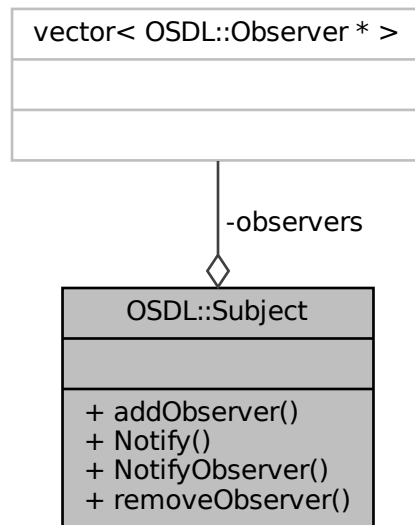 vector< OSDL::Observer * >
-observers
OSDL::Subject
+ addObserver()
+ Notify()
+ NotifyObserver()
+ removeObserver()